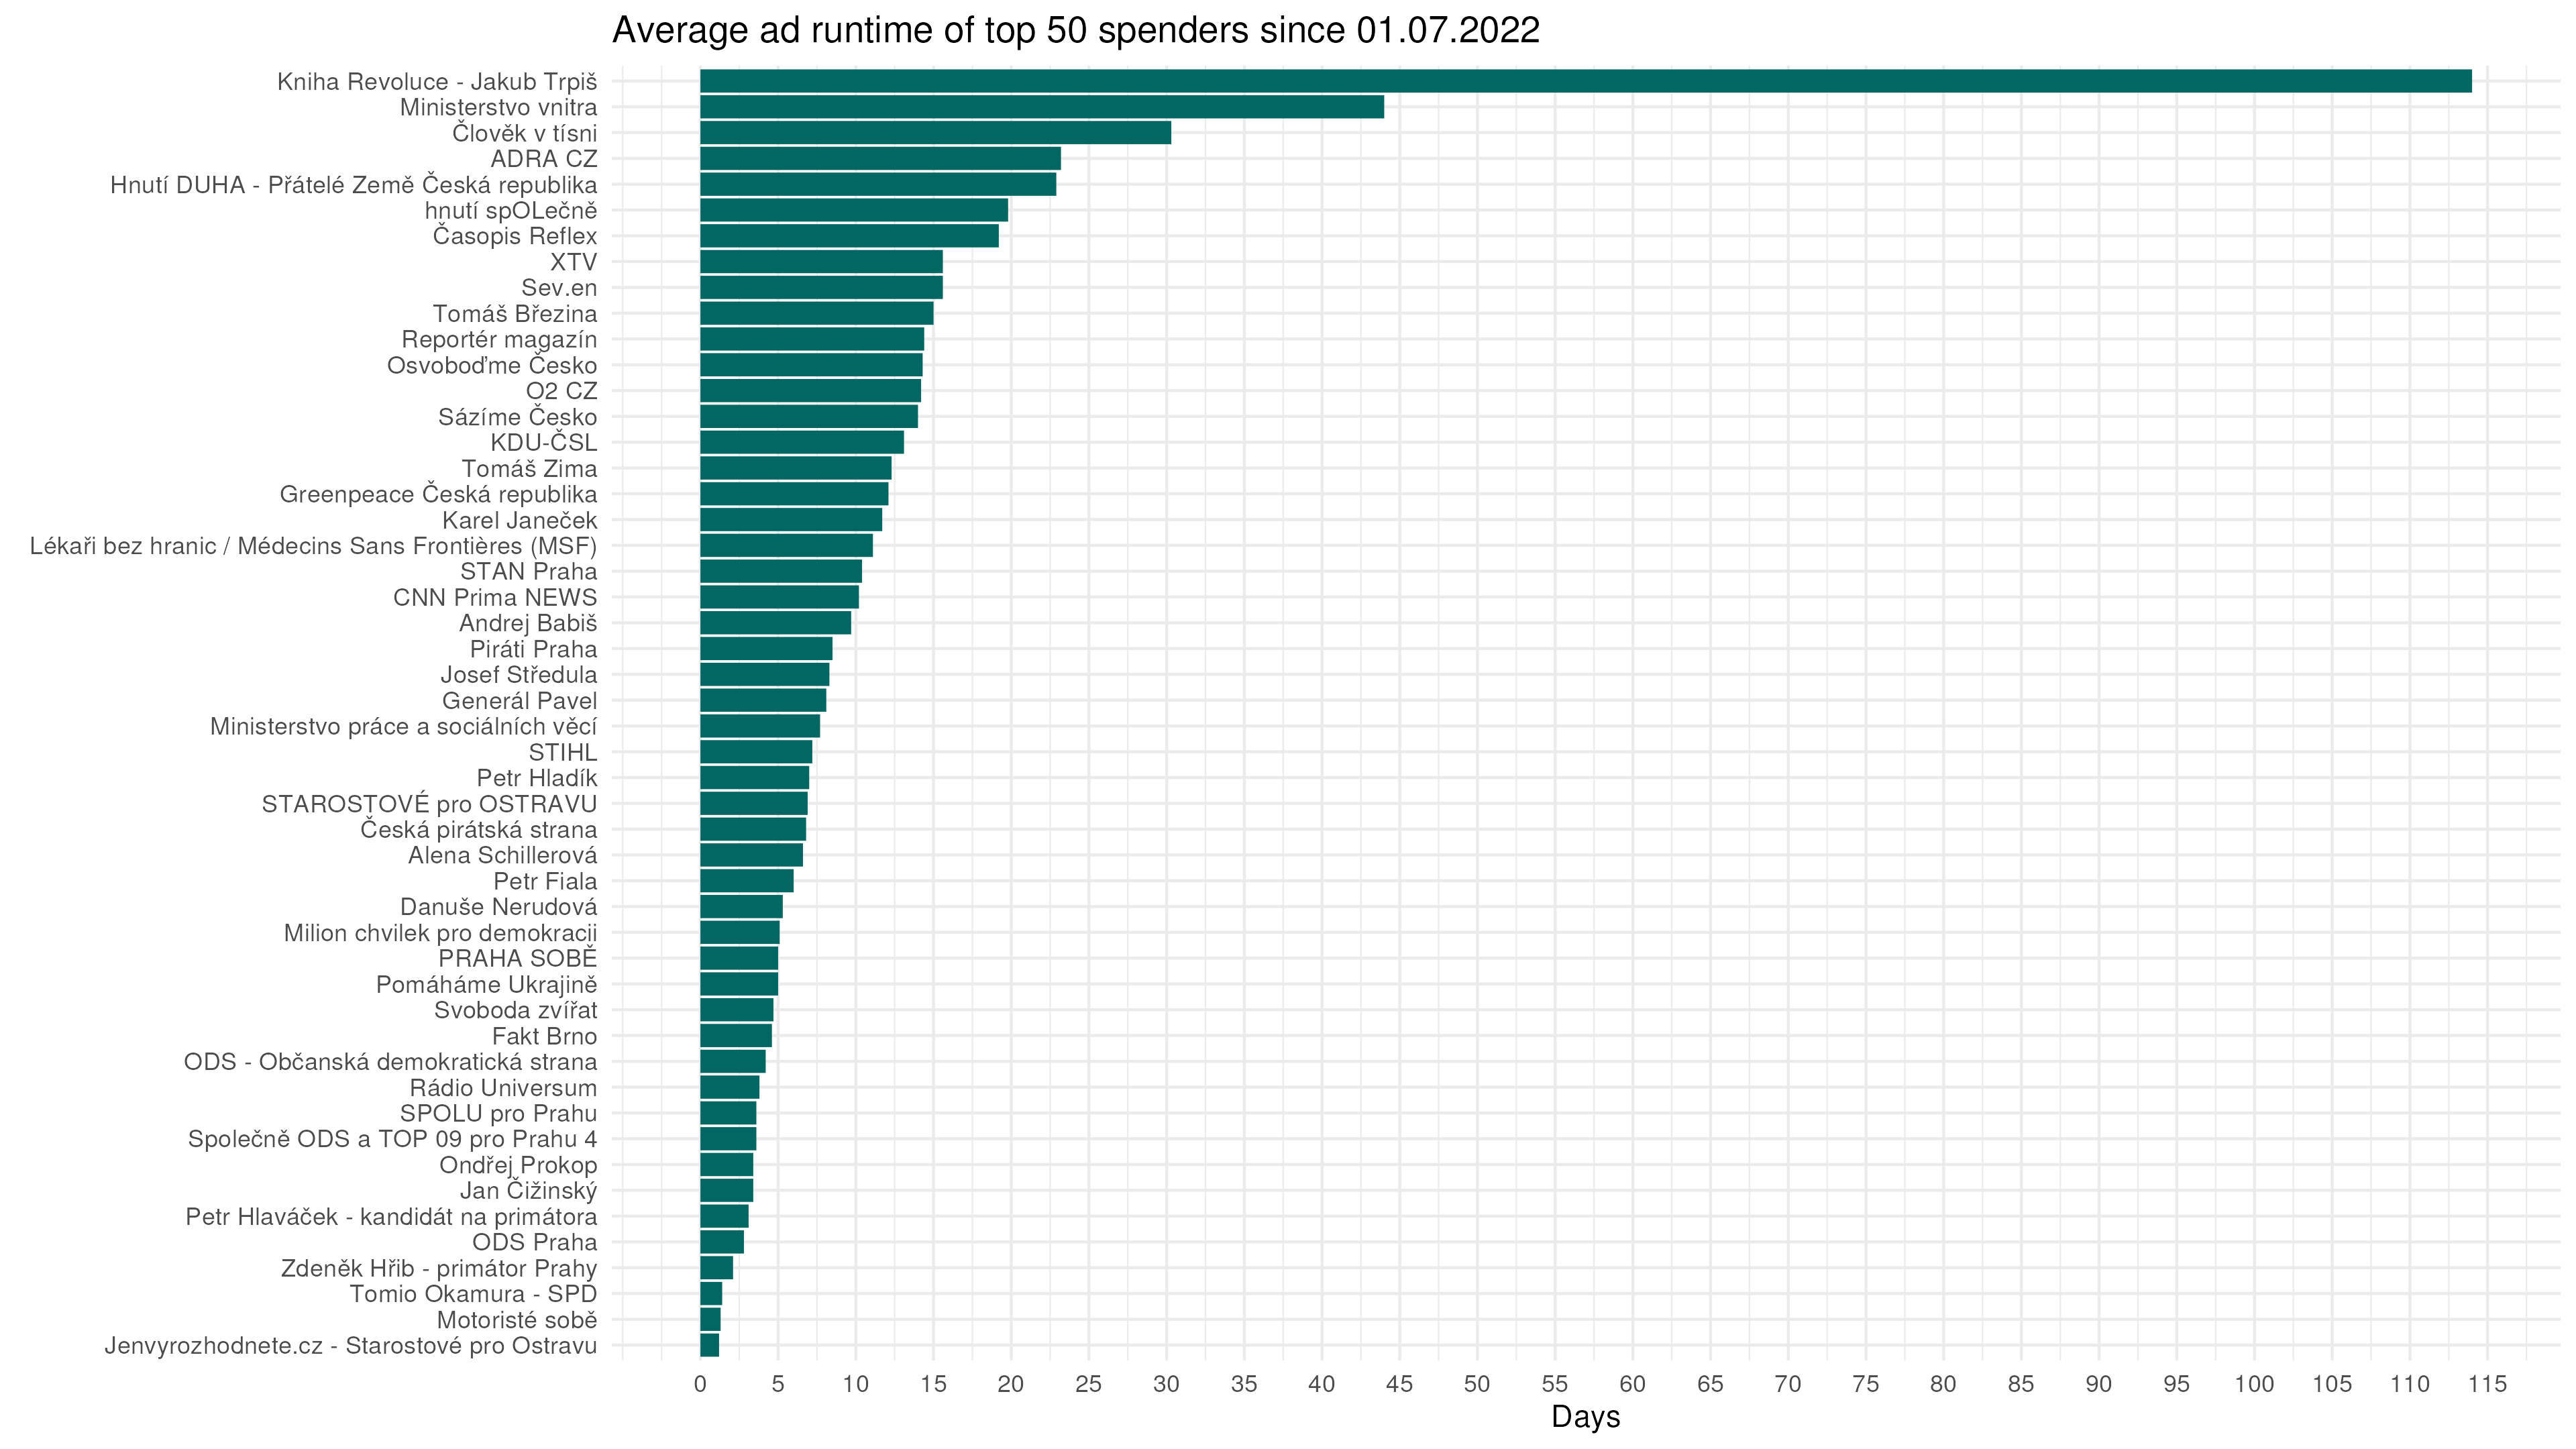 Average ad runtime of top 50 spenders since 01.07.2022
Kniha Revoluce - Jakub Trpiš
Ministerstvo vnitra
Člověk v tísni
ADRA CZ
Hnutí DUHA - Přátelé Země Česká republika
hnutí spOLečně
Časopis Reflex
XTV
Sev.en
Tomáš Březina
Reportér magazín
Osvoboďme Česko
O2 CZ
Sázíme Česko
KDU-ČSL
Tomáš Zima
Greenpeace Česká republika
Karel Janeček
Lékaři bez hranic / Médecins Sans Frontières (MSF)
STAN Praha
CNN Prima NEWS
Andrej Babiš
Piráti Praha
Josef Středula
Generál Pavel
Ministerstvo práce a sociálních věcí
STIHL
Petr Hladík
STAROSTOVÉ pro OSTRAVU
Česká pirátská strana
Alena Schillerová
Petr Fiala
Danuše Nerudová
Milion chvilek pro demokracii
PRAHA SOBĚ
Pomáháme Ukrajině
Svoboda zvířat
Fakt Brno
ODS - Občanská demokratická strana
Rádio Universum
SPOLU pro Prahu
Společně ODS a TOP 09 pro Prahu 4
Ondřej Prokop
Jan Čižinský
Petr Hlaváček - kandidát na primátora
ODS Praha
Zdeněk Hřib - primátor Prahy
Tomio Okamura - SPD
Motoristé sobě
Jenvyrozhodnete.cz - Starostové pro Ostravu
0 5 10 15 20 25 30 35 40 45 50 55 60 65 70 75 80 85 90 95 100 105 110 115
Days